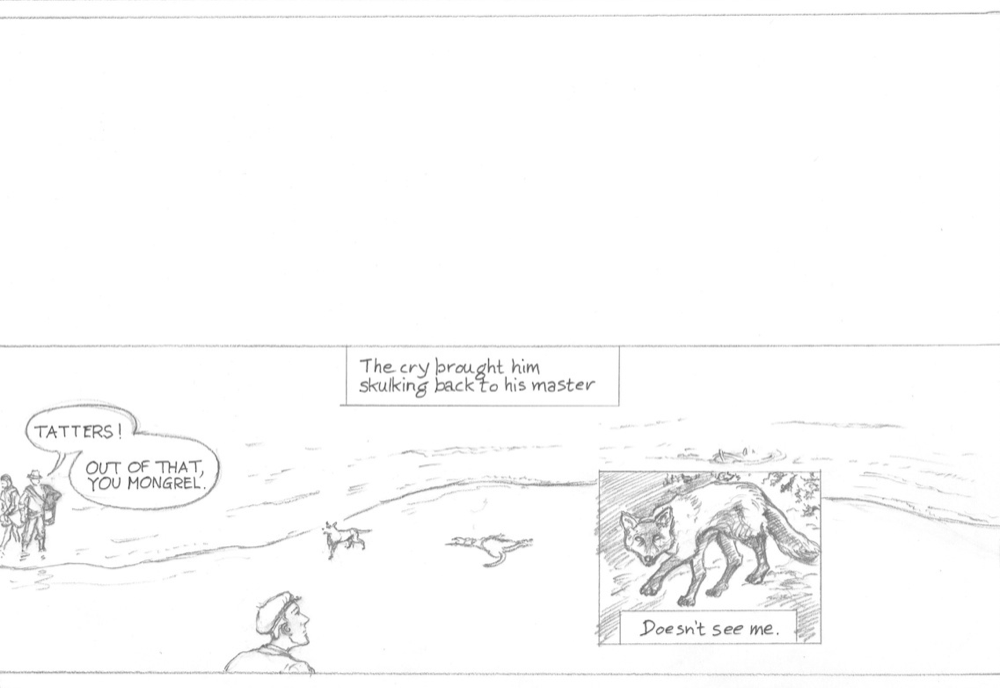 The cry brought him
skulking back to his master
TATTERS!
OUT OF THAT,
YOU MONGREL.
Doesn't see me.